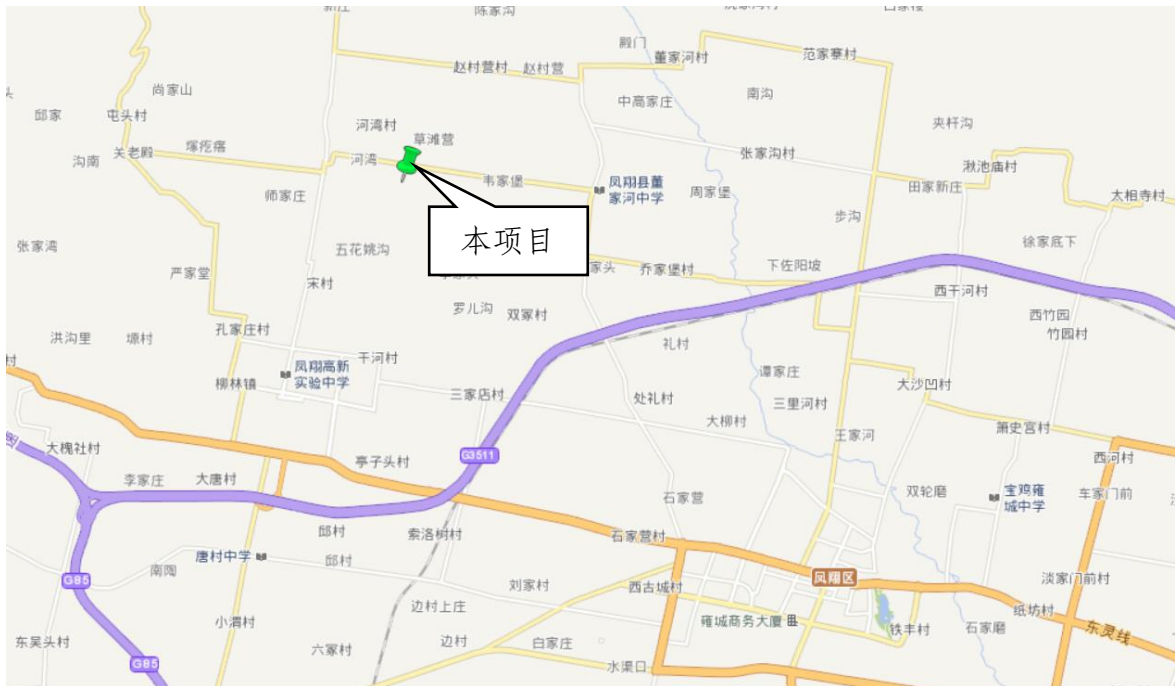 新庄
陈家沟
殿门
董家河村
范家寨村
赵村营村
赵村营
尚家山
中高家庄
南沟
邱家
屯头村
河湾村
草滩营
夹杆沟
沟南
关老殿
塚疙瘩
河湾
张家沟村
湫池庙村
韦家堡
凤翔县董
家河中学
周家堡
田家新庄
太相寺村
师家庄
本项目
步沟
张家湾
五花姚沟
徐家底下
严家堂
宋村
家头
乔家堡村
下佐阳坡
西干河村
罗儿沟
双冢村
西竹园
竹园村
洪沟里
塬村
孔家庄村
干河村
礼村
凤翔高新
实验中学
柳林镇
谭家庄
大沙凹村
三家店村
处礼村
三里河村
大柳村
萧史宫村
王家河
大槐社村
G3511
亭子头村
西河村
李家庄
大唐村
石家营
双轮磨
宝鸡雍
城中学
车家门前
邱村
索洛树村
石家营村
唐村中学
邱村
南陶
G85
刘家村
西古城村
凤翔区
淡家门前村
小渭村
边村上庄
雍城商务大厦
铁丰村
石家磨
纸坊村
东灵线
东吴头村
六冢村
边村
白家庄
水渠口
G85